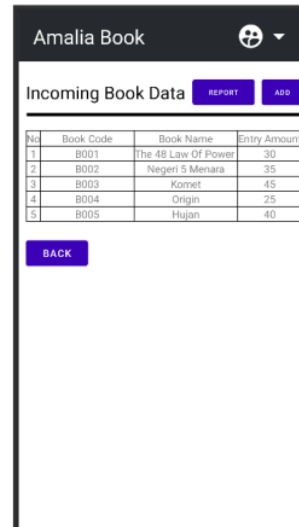 Amalia Book
Incoming Book Data REPORT ADD
No Book Code Book Name Entry Amount
1 B001 The 48 Law Of Power 30
2 B002 Negeri 5 Menara 35
3 B003 Komet 45
4 B004 Origin 25
5 B005 Hujan 40
BACK